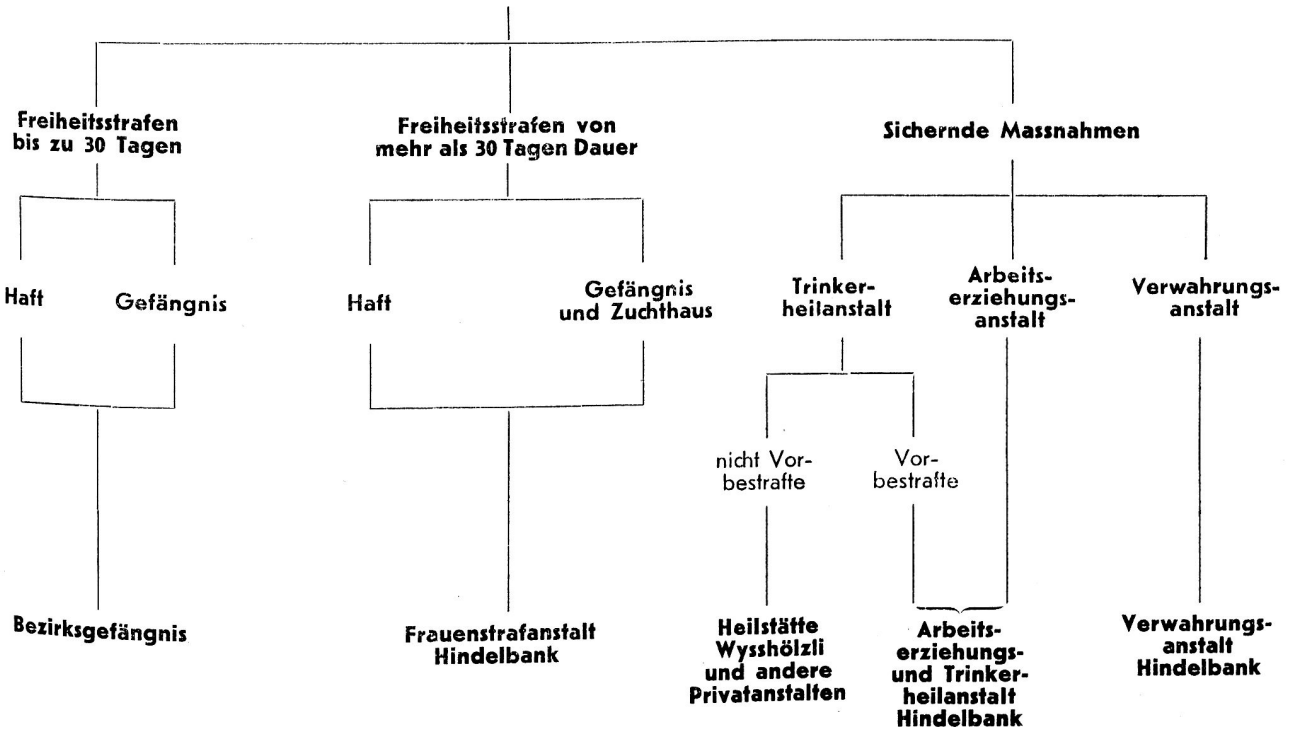 Freiheitsstrafen
bis zu 30 Tagen
Freiheitsstrafen von
mehr als 30 Tagen Dauer
Sichernde Massnahmen
Haft
Gefängnis
Haft
Gefängnis
und Zuchthaus
Trinker-
heilanstalt
Arbeits-
erziehungs-
anstalt
Verwahrungs-
anstalt
nicht Vor-
bestrafte
Vor-
bestrafte
Bezirksgefängnis
Frauenstrafanstalt
Hindelbank
Heilstätte
Wysshölzli
und andere
Privatanstalten
Arbeits-
erziehungs-
und Trinker-
heilanstalt
Hindelbank
Verwahrungs-
anstalt
Hindelbank